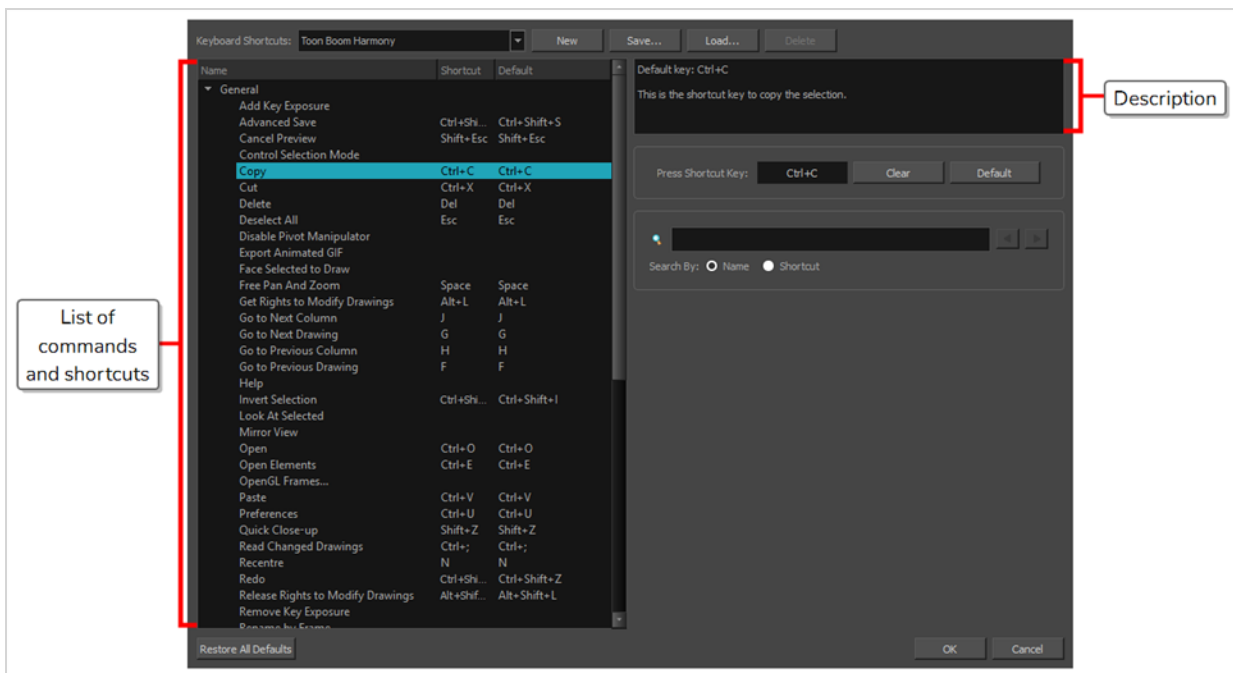 Keyboard Shortcuts: Toon Boom Harmony New Save... Load... Delete
Name Shortcut Default
General
Add Key Exposure
Advanced Save Ctrl+Shi... Ctrl+Shift+S
Cancel Preview Shift+Esc Shift+Esc
Control Selection Mode
Copy Ctrl+C Ctrl+C
Cut Ctrl+X Ctrl+X
Delete Del Del
Deselect All Esc Esc
Disable Pivot Manipulator
Export Animated GIF
Face Selected to Draw
Free Pan And Zoom Space Space
Get Rights to Modify Drawings Alt+L Alt+L
Go to Next Column J J
Go to Next Drawing G G
Go to Previous Column H H
Go to Previous Drawing F F
Help
Invert Selection Ctrl+Shi... Ctrl+Shift+I
Look At Selected
Mirror View
Open Ctrl+O Ctrl+O
Open Elements Ctrl+E Ctrl+E
OpenGL Frames...
Paste Ctrl+V Ctrl+V
Preferences Ctrl+U Ctrl+U
Quick Close-up Shift+Z Shift+Z
Read Changed Drawings Ctrl+; Ctrl+;
Recentre N N
Redo Ctrl+Shi... Ctrl+Shift+Z
Release Rights to Modify Drawings Alt+Shif... Alt+Shift+L
Remove Key Exposure
Rename by Frame
Restore All Defaults
Default key: Ctrl+C
This is the shortcut key to copy the selection.
Press Shortcut Key: Ctrl+C Clear Default
Search By: Name Shortcut
OK Cancel
List of
commands
and shortcuts
Description